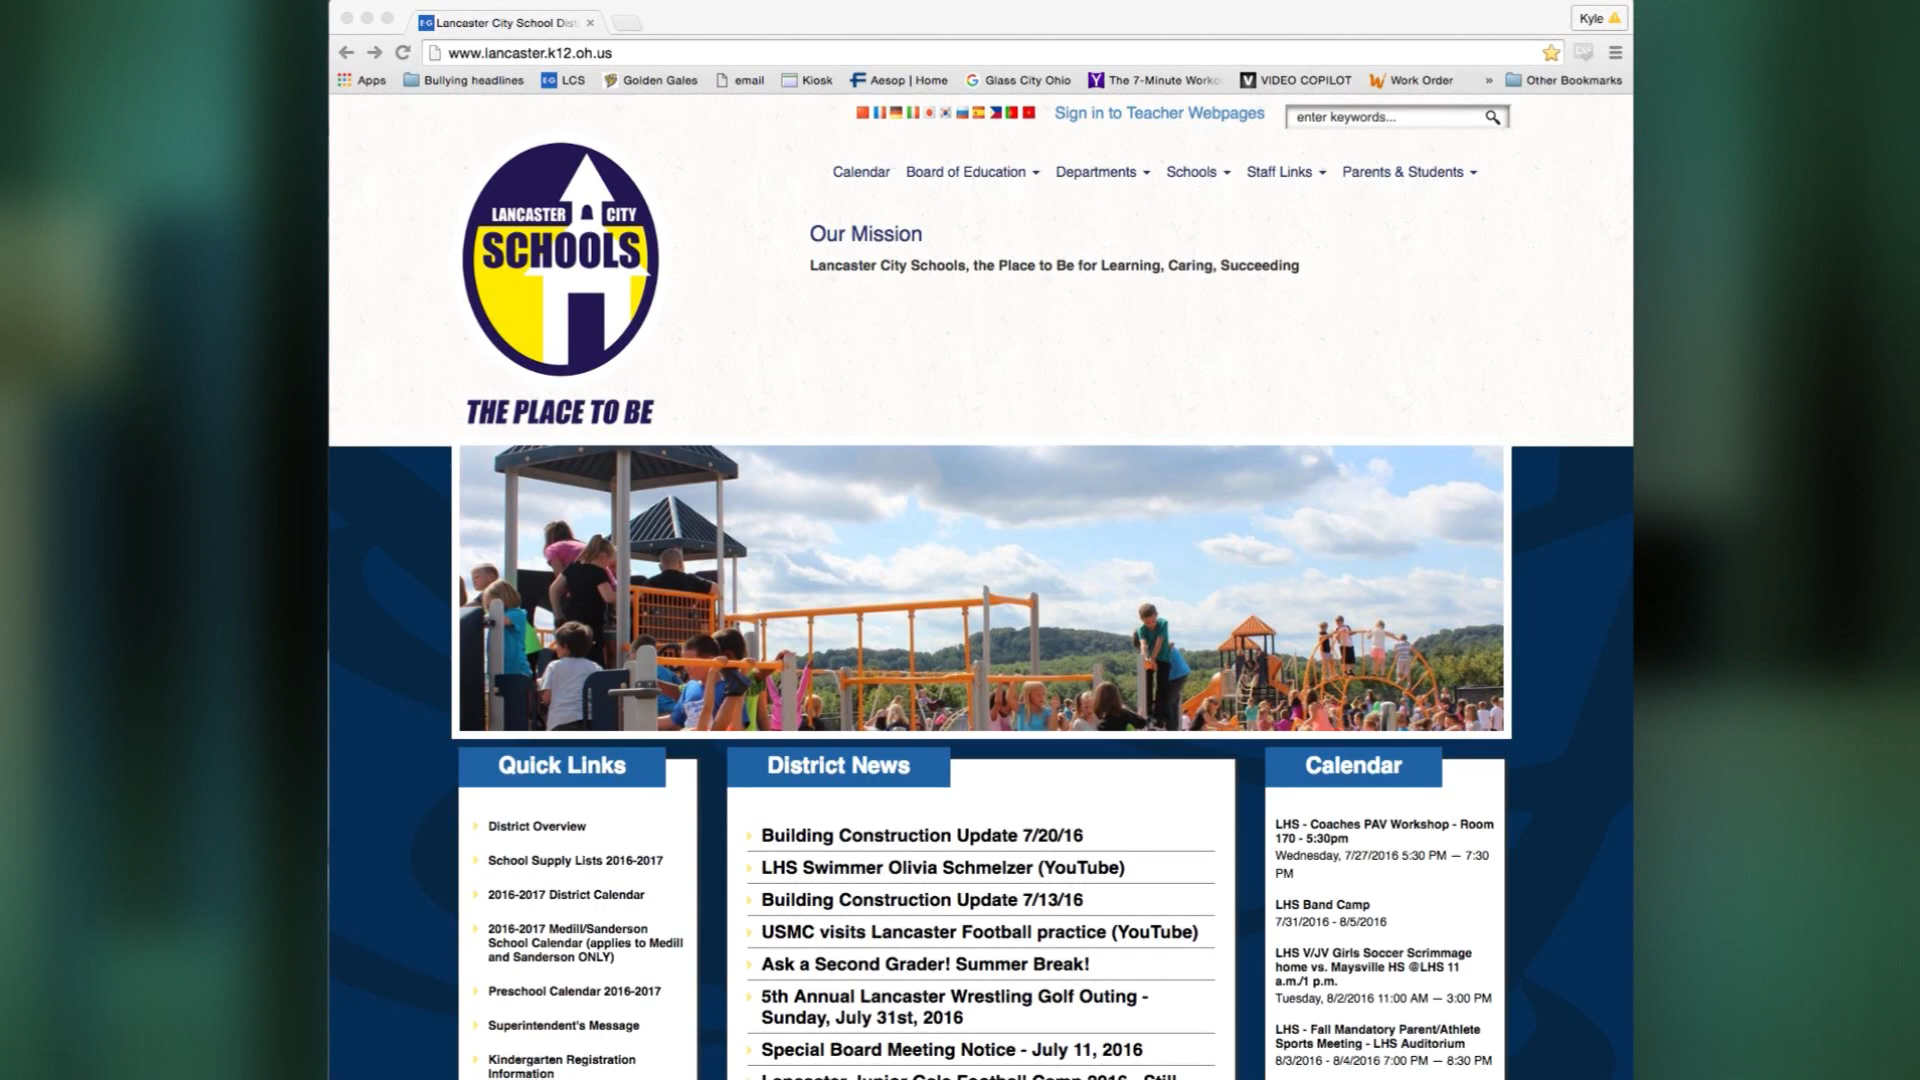 Lancaster City School Dist
Kyle
www.lancaster.k12.oh.us
Apps
Bullying headlines
LCS
Golden Gales
email
Kiosk
Aesop | Home
Glass City Ohio
The 7-Minute Worko
VIDEO COPILOT
Work Order
»
Other Bookmarks
Sign in to Teacher Webpages
enter keywords...
Calendar
Board of Education
Departments
Schools
Staff Links
Parents & Students
LANCASTER CITY
SCHOOLS
THE PLACE TO BE
Our Mission
Lancaster City Schools, the Place to Be for Learning, Caring, Succeeding
Quick Links
District Overview
School Supply Lists 2016-2017
2016-2017 District Calendar
2016-2017 Medill/Sanderson
School Calendar (applies to Medill
and Sanderson ONLY)
Preschool Calendar 2016-2017
Superintendent's Message
Kindergarten Registration
Information
District News
Building Construction Update 7/20/16
LHS Swimmer Olivia Schmelzer (YouTube)
Building Construction Update 7/13/16
USMC visits Lancaster Football practice (YouTube)
Ask a Second Grader! Summer Break!
5th Annual Lancaster Wrestling Golf Outing -
Sunday, July 31st, 2016
Special Board Meeting Notice - July 11, 2016
Lancaster Junior Gale Football Camp 2016 - Still
Calendar
LHS - Coaches PAV Workshop - Room
170 - 5:30pm
Wednesday, 7/27/2016 5:30 PM — 7:30
PM
LHS Band Camp
7/31/2016 - 8/5/2016
LHS V/JV Girls Soccer Scrimmage
home vs. Maysville HS @LHS 11
a.m./1 p.m.
Tuesday, 8/2/2016 11:00 AM — 3:00 PM
LHS - Fall Mandatory Parent/Athlete
Sports Meeting - LHS Auditorium
8/3/2016 - 8/4/2016 7:00 PM — 8:30 PM